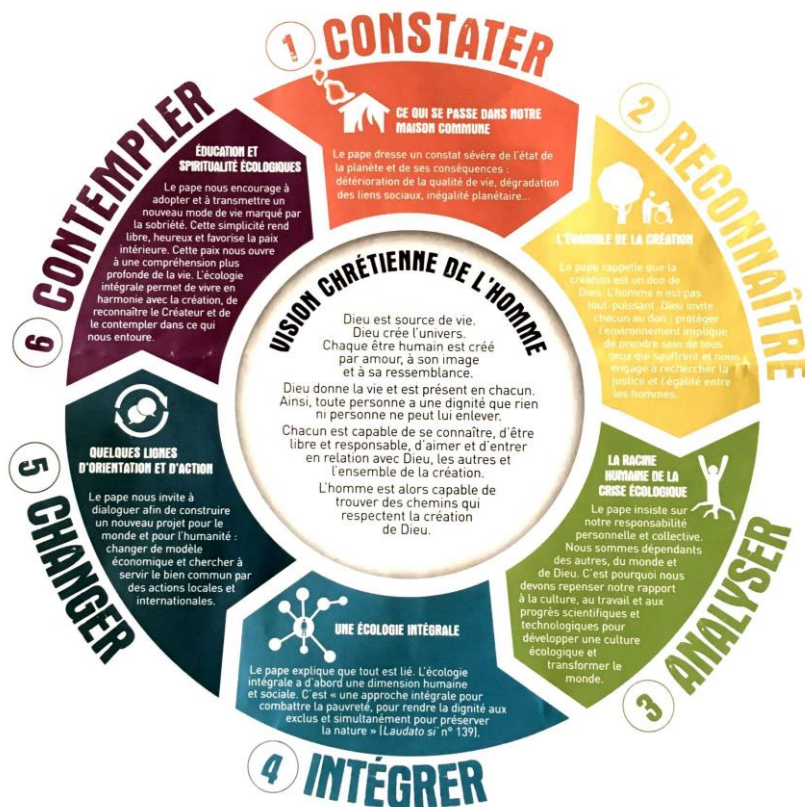 1 CONSTATER
CE QUI SE PASSE DANS NOTRE
MAISON COMMUNE
Le pape dresse un constat sévère de l'état de
la planète et de ses conséquences :
détérioration de la qualité de vie, dégradation
des liens sociaux, inégalité planétaire...
2 RECONNAÎTRE
L'ÉVANGILE DE LA CRÉATION
Le pape rappelle que la
création est un don de
Dieu. L'homme n'est pas
tout-puissant. Dieu invite
chacun au don : protéger
l'environnement implique
de prendre soin de tous
ceux qui souffrent et nous
engage à rechercher la
justice et l'égalité entre
les hommes.
3 ANALYSER
LA RACINE
HUMAINE DE LA
CRISE ÉCOLOGIQUE
Le pape insiste sur
notre responsabilité
personnelle et collective.
Nous sommes dépendants
des autres, du monde et
de Dieu. C'est pourquoi nous
devons repenser notre rapport
à la culture, au travail et aux
progrès scientifiques et
technologiques pour
développer une culture
écologique et
transformer le
monde.
4 INTÉGRER
UNE ÉCOLOGIE INTÉGRALE
Le pape explique que tout est lié. L'écologie
intégrale a d'abord une dimension humaine
et sociale. C'est « une approche intégrale pour
combattre la pauvreté, pour rendre la dignité aux
exclus et simultanément pour préserver
la nature » (Laudato si' n° 139).
5 CHANGER
QUELQUES LIGNES
D'ORIENTATION ET D'ACTION
Le pape nous invite à
dialoguer afin de construire
un nouveau projet pour le
monde et pour l'humanité :
changer de modèle
économique et chercher à
servir le bien commun par
des actions locales et
internationales.
6 CONTEMPLER
ÉDUCATION ET
SPIRITUALITÉ ÉCOLOGIQUES
Le pape nous encourage à
adopter et à transmettre un
nouveau mode de vie marqué par
la sobriété. Cette simplicité rend
libre, heureux et favorise la paix
intérieure. Cette paix nous ouvre
à une compréhension plus
profonde de la vie. L'écologie
intégrale permet de vivre en
harmonie avec la création, de
reconnaître le Créateur et de
le contempler dans ce qui
nous entoure.
VISION CHRÉTIENNE DE L'HOMME
Dieu est source de vie.
Dieu crée l'univers.
Chaque être humain est créé
par amour, à son image
et à sa ressemblance.
Dieu donne la vie et est présent en chacun.
Ainsi, toute personne a une dignité que rien
ni personne ne peut lui enlever.
Chacun est capable de se connaître, d'être
libre et responsable, d'aimer et d'entrer
en relation avec Dieu, les autres et
l'ensemble de la création.
L'homme est alors capable de
trouver des chemins qui
respectent la création
de Dieu.